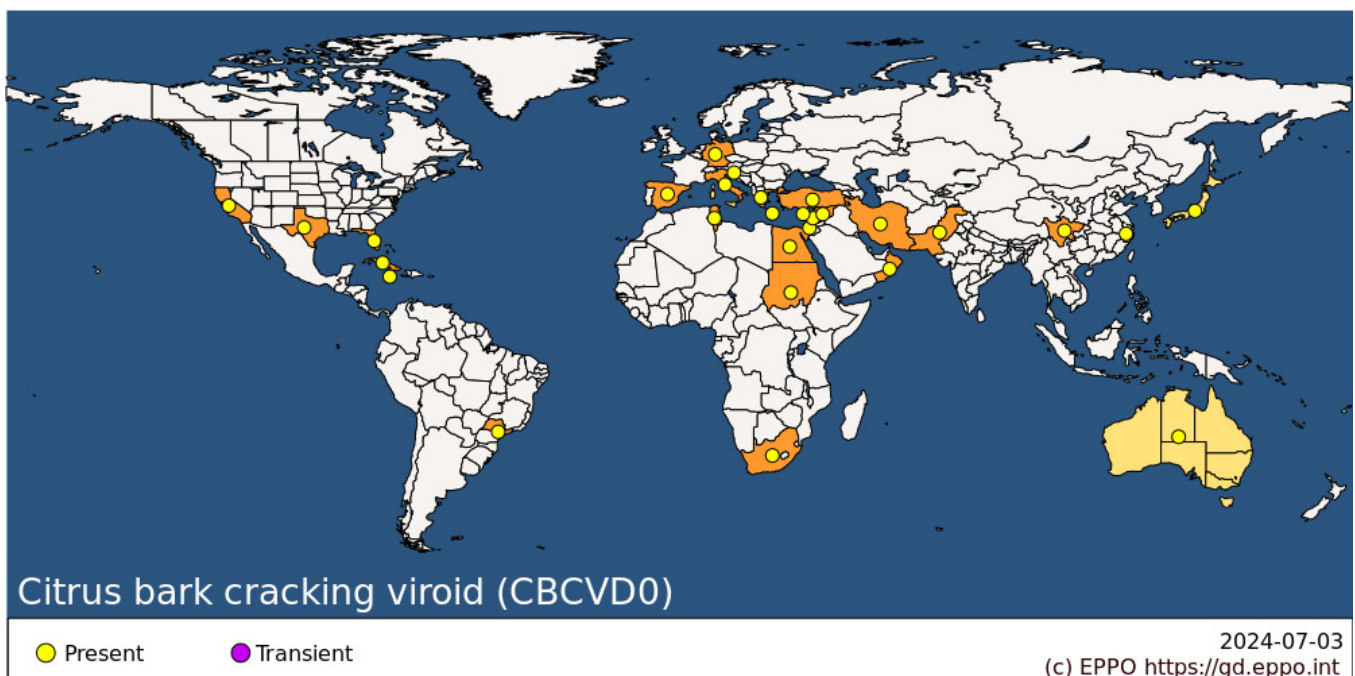 Citrus bark cracking viroid (CBCVD0)
Present
Transient
2024-07-03
(c) EPPO https://gd.eppo.int